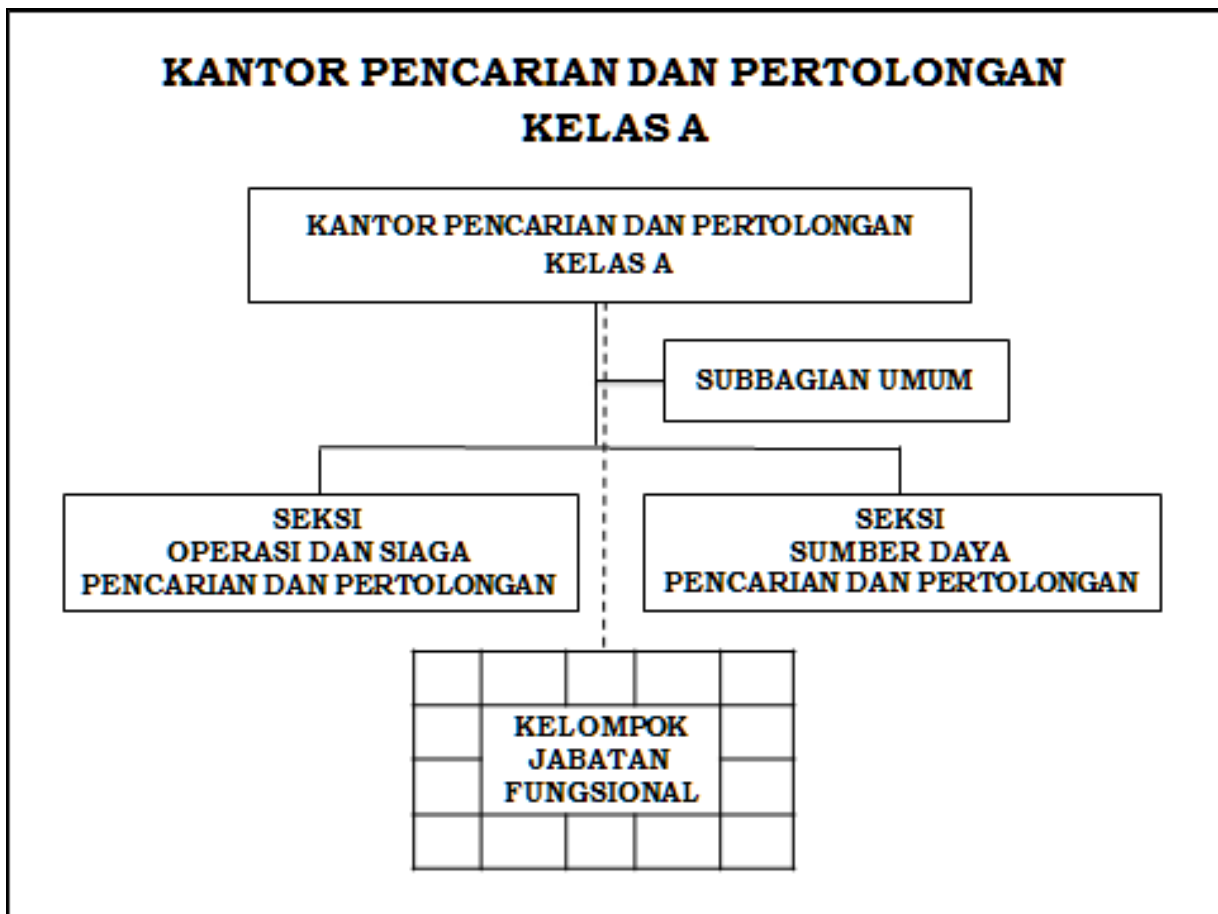 KANTOR PENCARIAN DAN PERTOLONGAN
KELAS A
KANTOR PENCARIAN DAN PERTOLONGAN
KELAS A
SUBBAGIAN UMUM
SEKSI
OPERASI DAN SIAGA
PENCARIAN DAN PERTOLONGAN
SEKSI
SUMBER DAYA
PENCARIAN DAN PERTOLONGAN
KELOMPOK
JABATAN
FUNGSIONAL